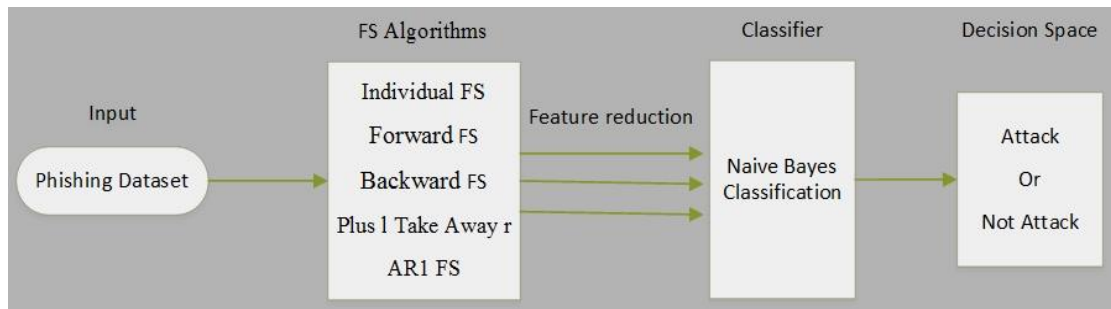 Input
Phishing Dataset
FS Algorithms
Individual FS
Forward FS
Backward FS
Plus l Take Away r
AR1 FS
Feature reduction
Classifier
Naive Bayes
Classification
Decision Space
Attack
Or
Not Attack